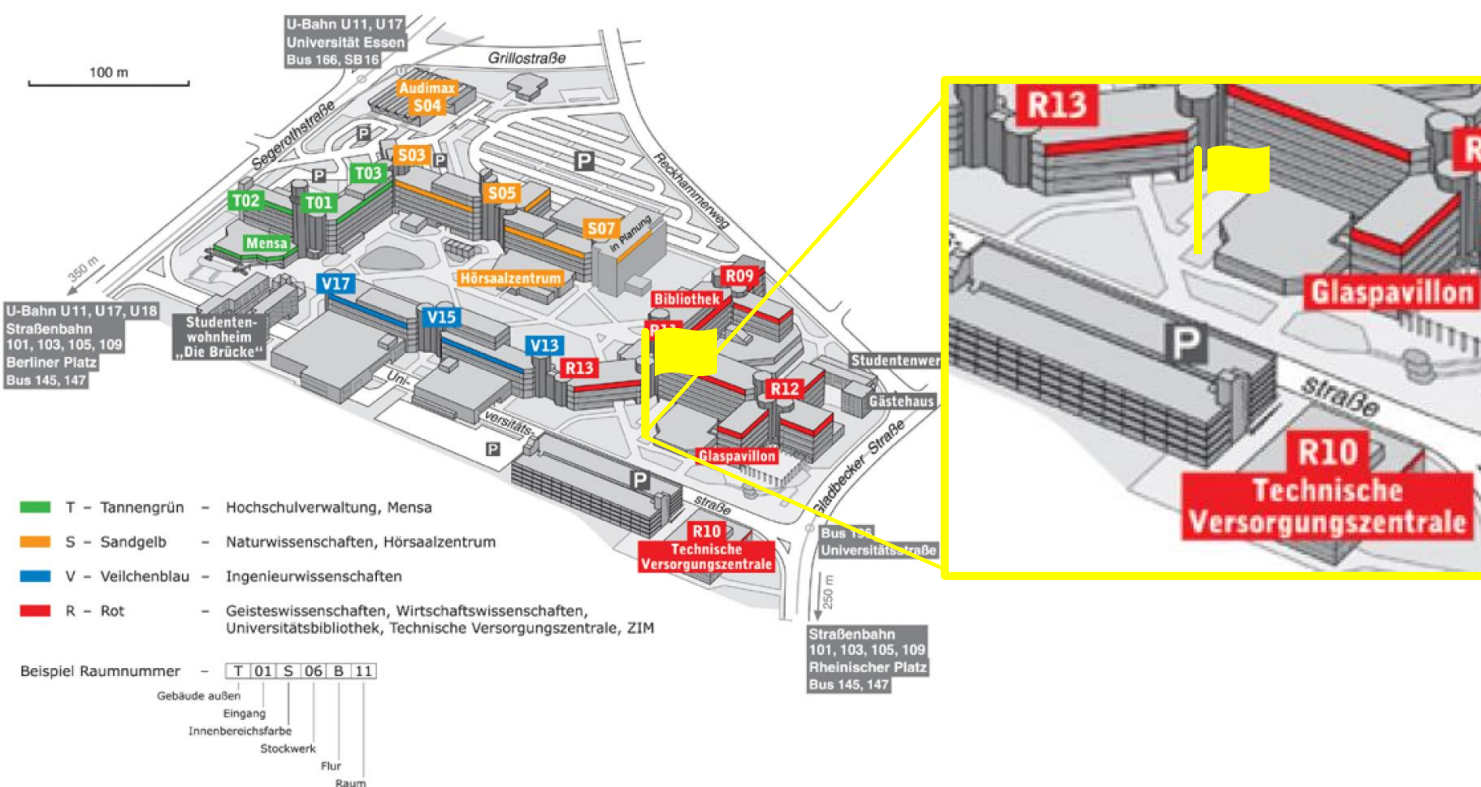 U-Bahn U11, U17
Universität Essen
Bus 166, SB16
100 m
Grillostraße
Segerothstraße
Reckhammerweg
Audimax
S04
P
P
P
P
S03
T03
T02
T01
Mensa
S05
S07
in Planung
Hörsaalzentrum
350 m
U-Bahn U11, U17, U18
Straßenbahn
101, 103, 105, 109
Berliner Platz
Bus 145, 147
Studenten-
wohnheim
„Die Brücke“
V17
V15
V13
R09
Bibliothek
R13
R12
Studentenwer
Gästehaus
Glaspavillon
Uni-
versitäts-
straße
P
P
Gladbecker Straße
R10
Technische
Versorgungszentrale
Universitätsstraße
250 m
Straßenbahn
101, 103, 105, 109
Rheinischer Platz
Bus 145, 147
R13
R
Glaspavillon
P
straße
R10
Technische
Versorgungszentrale
T – Tannengrün – Hochschulverwaltung, Mensa
S – Sandgelb – Naturwissenschaften, Hörsaalzentrum
V – Veilchenblau – Ingenieurwissenschaften
R – Rot – Geisteswissenschaften, Wirtschaftswissenschaften,
Universitätsbibliothek, Technische Versorgungszentrale, ZIM
Beispiel Raumnummer – T 01 S 06 B 11
Gebäude außen
Eingang
Innenbereichsfarbe
Stockwerk
Flur
Raum